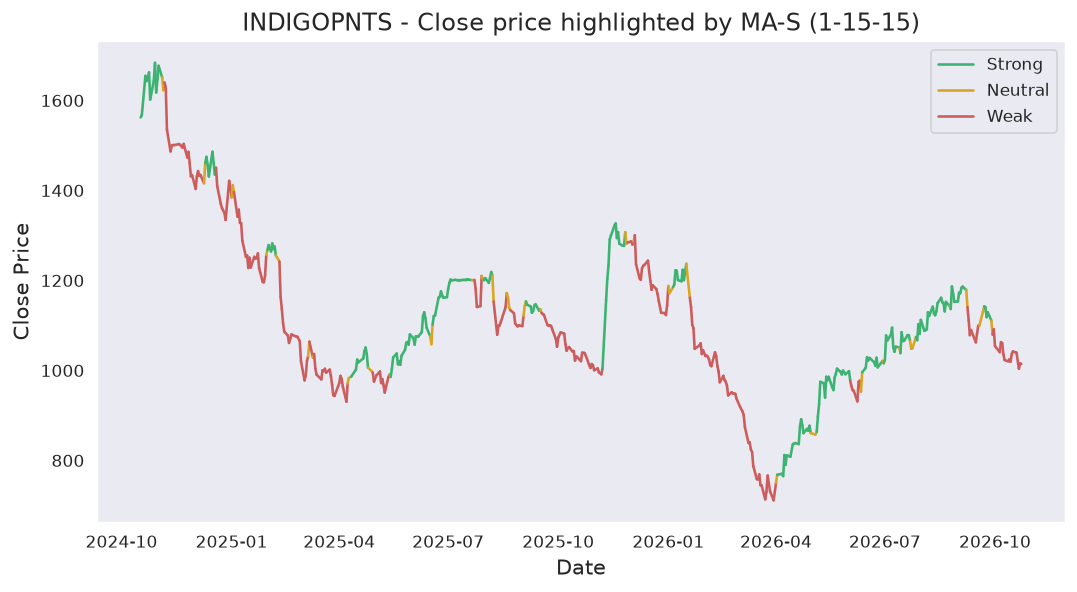 INDIGOPNTS - Close price highlighted by MA-S (1-15-15)
Strong
Neutral
Weak
Close Price
1600
1400
1200
1000
800
2024-10 2025-01 2025-04 2025-07 2025-10 2026-01 2026-04 2026-07 2026-10
Date